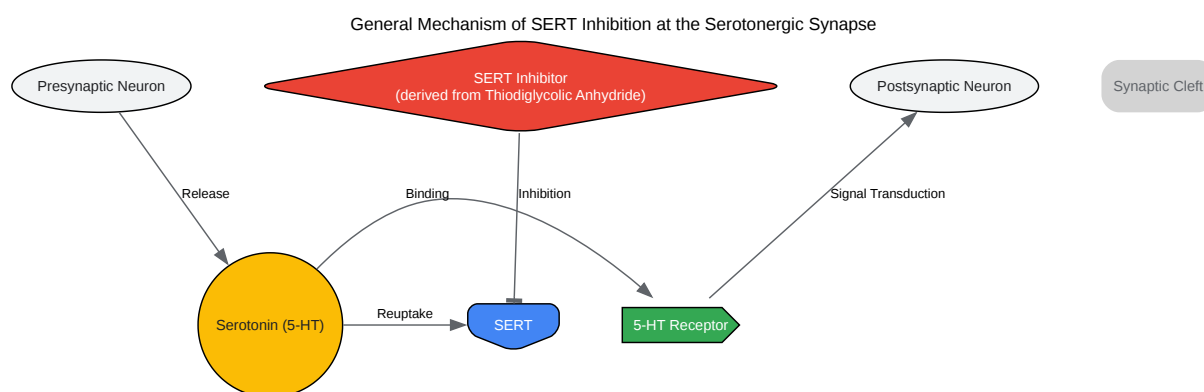 General Mechanism of SERT Inhibition at the Serotonergic Synapse
Presynaptic Neuron
SERT Inhibitor
(derived from Thiodiglycolic Anhydride)
Postsynaptic Neuron
Synaptic Cleft
Release
Binding
Inhibition
Signal Transduction
Serotonin (5-HT)
Reuptake
SERT
5-HT Receptor